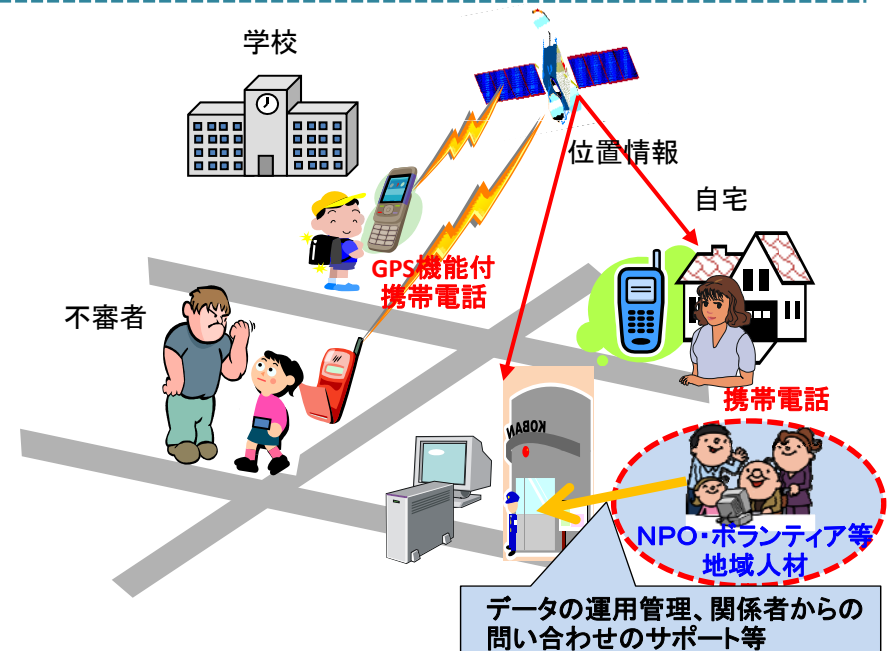 学校
位置情報
自宅
GPS機能付
携帯電話
不審者
携帯電話
KOBAN
NPO・ボランティア等
地域人材
データの運用管理、関係者からの
問い合わせのサポート等